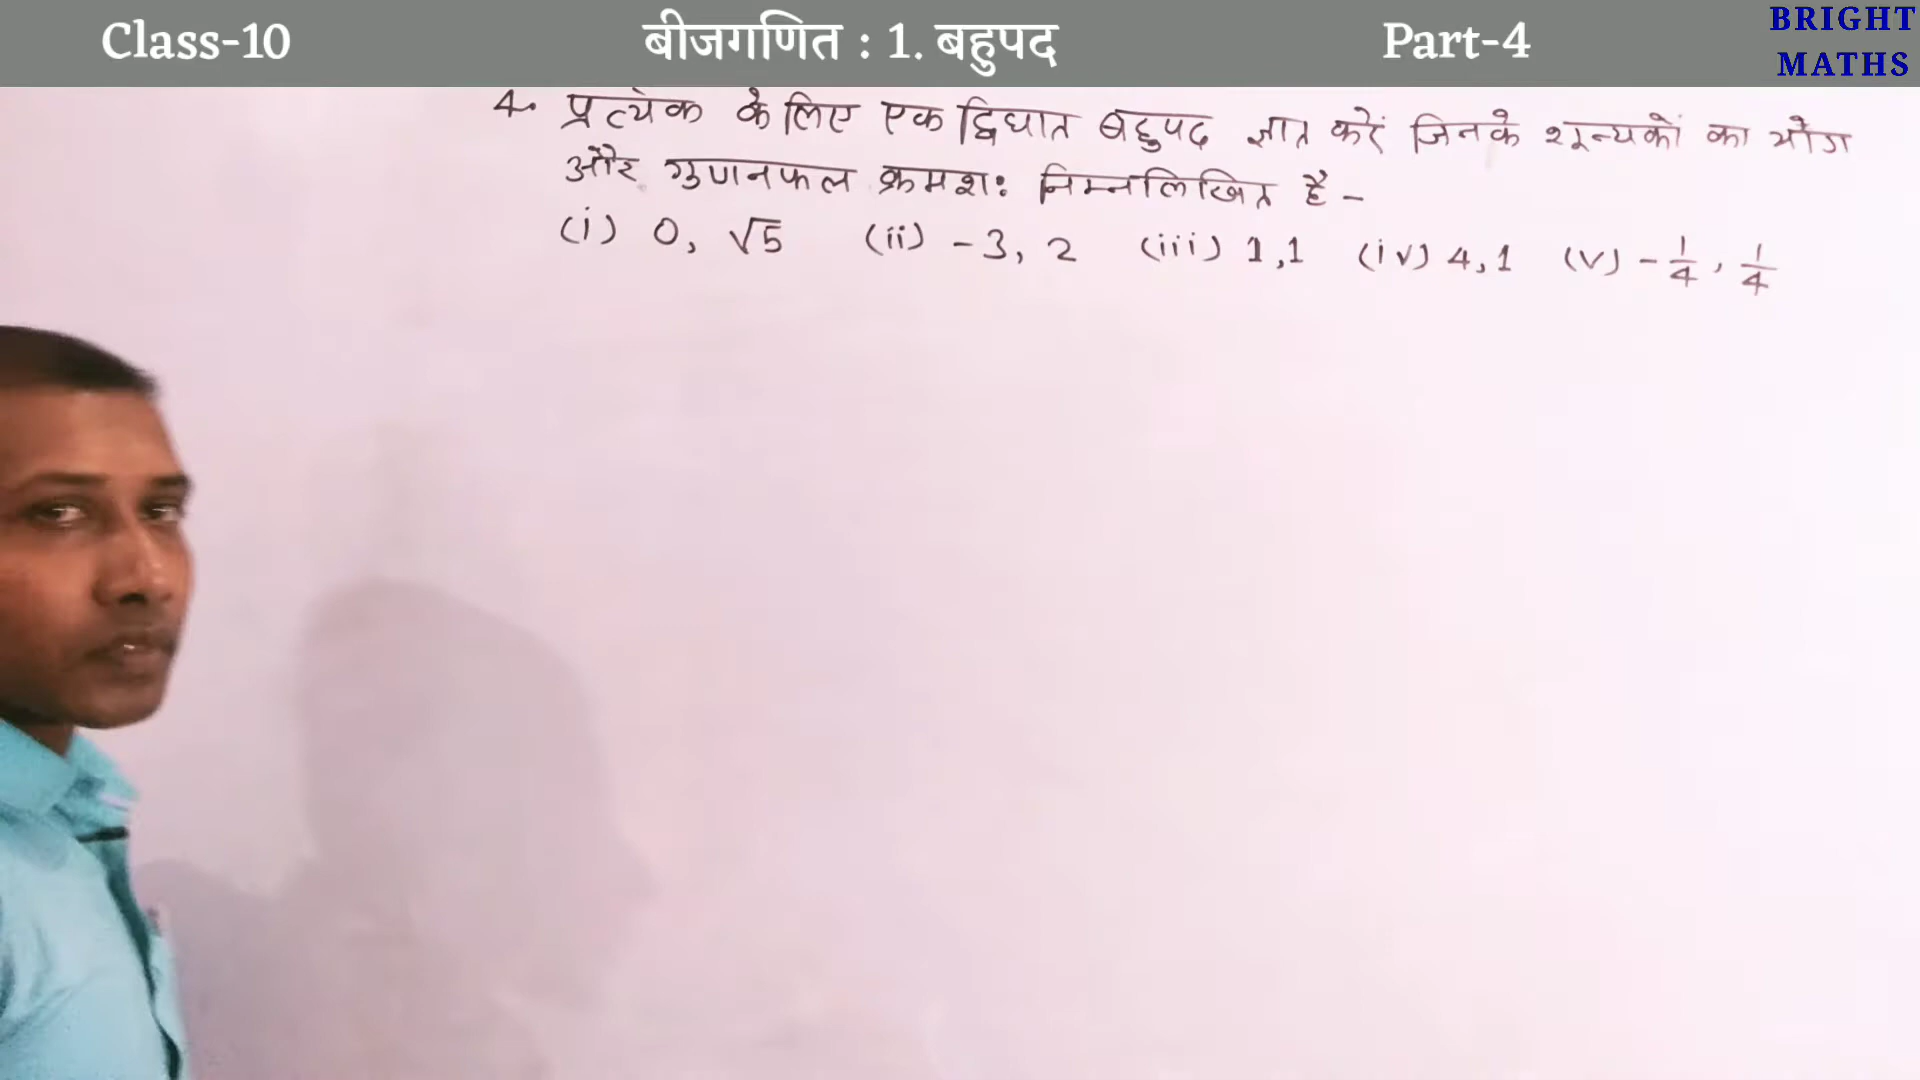 Class-10 बीजगणित : 1. बहुपद Part-4 BRIGHT
MATHS
4. प्रत्येक के लिए एक द्विघात बहुपद ज्ञात करें जिनके शून्यकों का योग
और गुणनफल क्रमशः निम्नलिखित है -
(i) 0, √5 (ii) -3, 2 (iii) 1,1 (iv) 4,1 (v) -1/4, 1/4